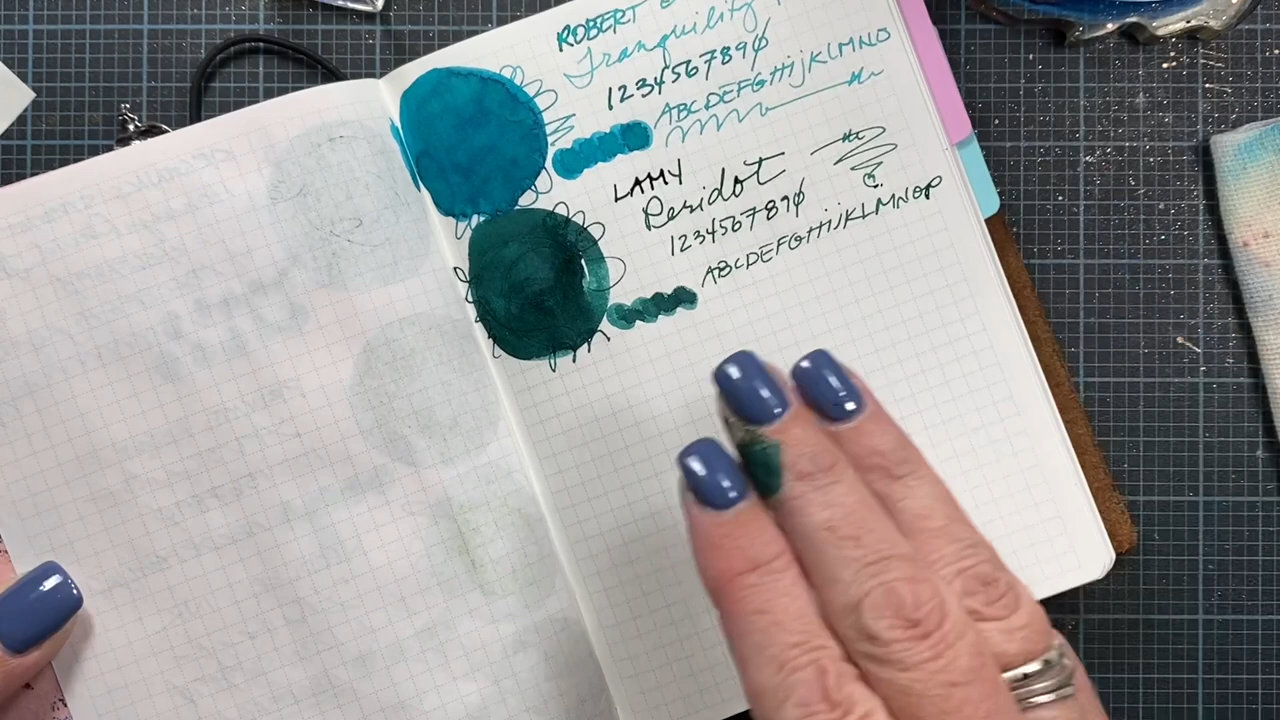 ROBERT
Tranquility
1234567890
ABCDEFGHijKLMNO
LAMY
Peridot
1234567890
ABCDEFGHijKLMNOP